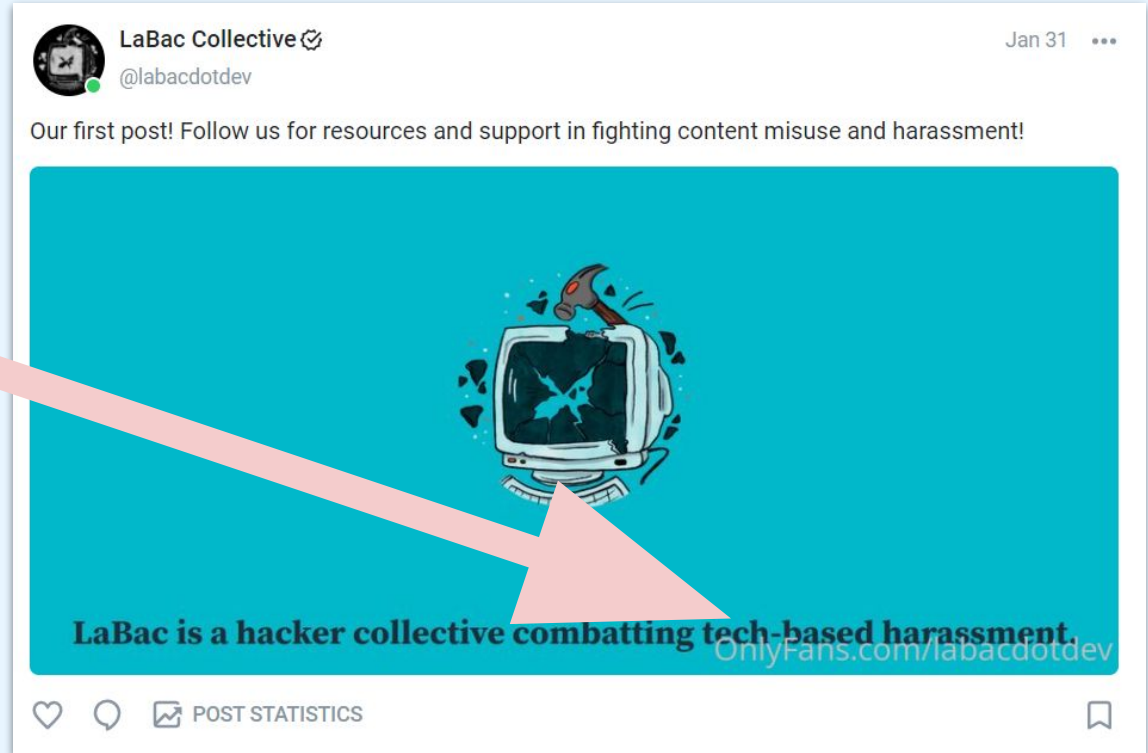 LaBac Collective
Jan 31
@labacdotdev
Our first post! Follow us for resources and support in fighting content misuse and harassment!
LaBac is a hacker collective combatting tech-based harassment.
OnlyFans.com/labacdotdev
POST STATISTICS